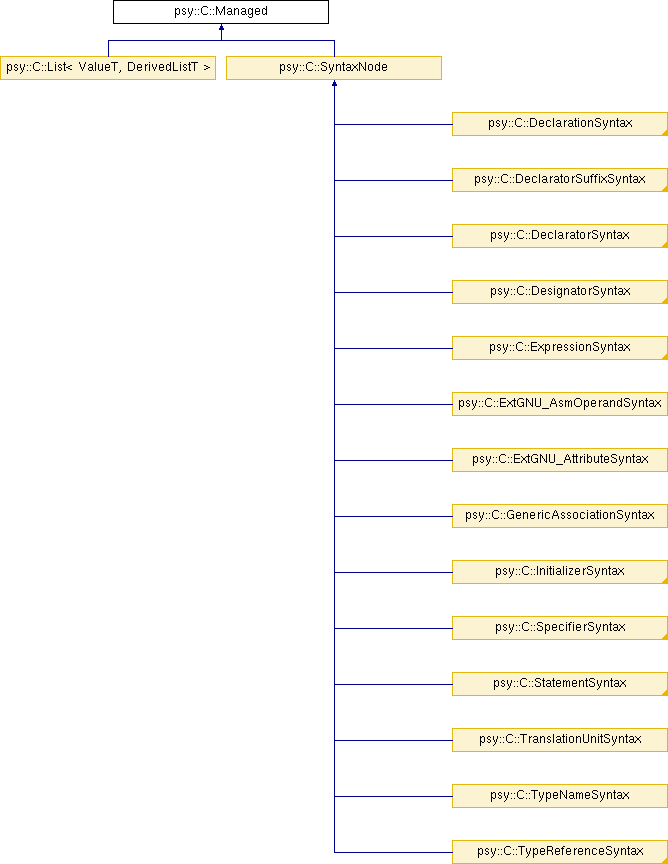 psy::C::Managed
psy::C::List< ValueT, DerivedListT >
psy::C::SyntaxNode
psy::C::DeclarationSyntax
psy::C::DeclaratorSuffixSyntax
psy::C::DeclaratorSyntax
psy::C::DesignatorSyntax
psy::C::ExpressionSyntax
psy::C::ExtGNU_AsmOperandSyntax
psy::C::ExtGNU_AttributeSyntax
psy::C::GenericAssociationSyntax
psy::C::InitializerSyntax
psy::C::SpecifierSyntax
psy::C::StatementSyntax
psy::C::TranslationUnitSyntax
psy::C::TypeNameSyntax
psy::C::TypeReferenceSyntax